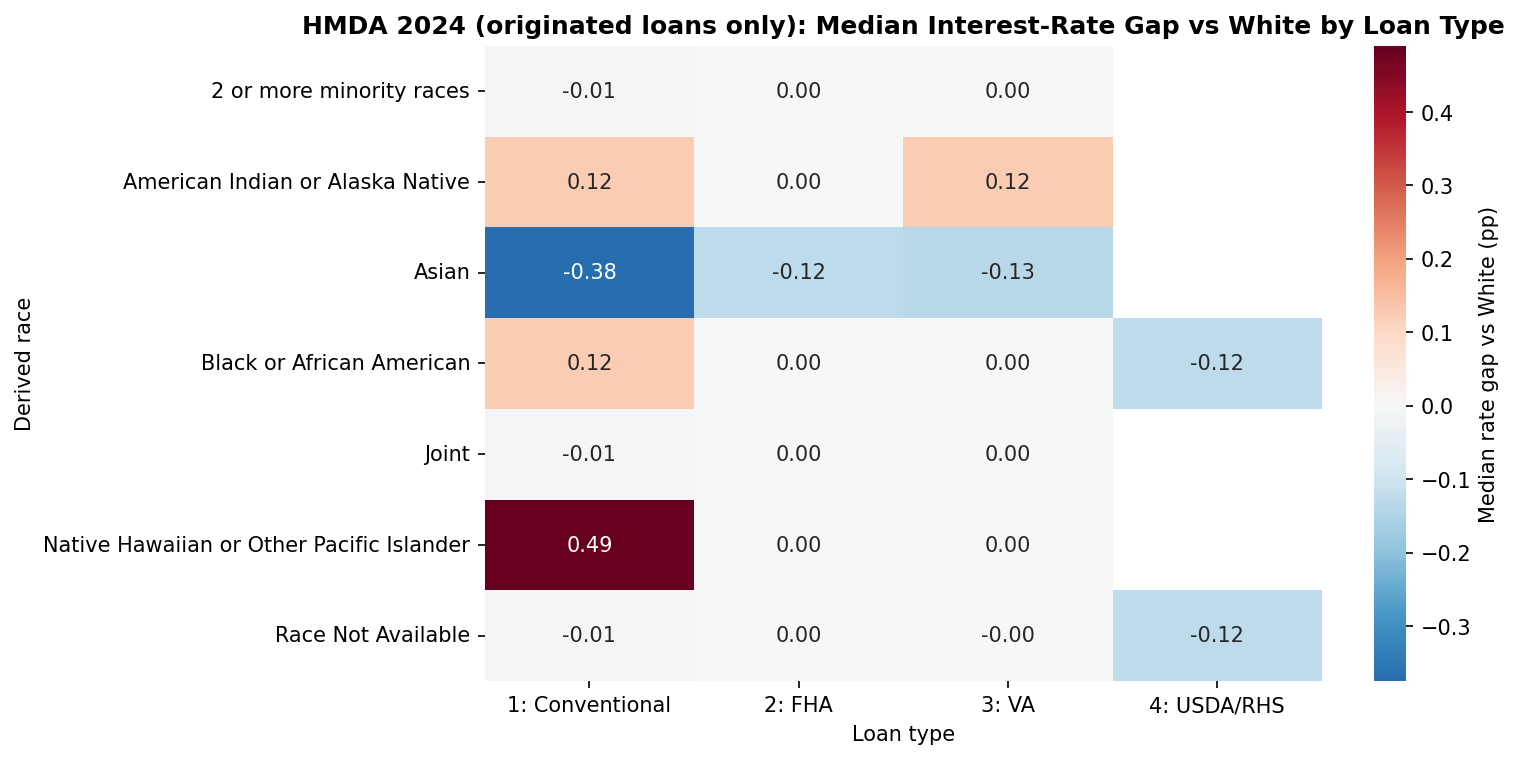 HMDA 2024 (originated loans only): Median Interest-Rate Gap vs White by Loan Type
Derived race
2 or more minority races -0.01 0.00 0.00
American Indian or Alaska Native 0.12 0.00 0.12
Asian -0.38 -0.12 -0.13
Black or African American 0.12 0.00 0.00 -0.12
Joint -0.01 0.00 0.00
Native Hawaiian or Other Pacific Islander 0.49 0.00 0.00
Race Not Available -0.01 0.00 -0.00 -0.12
1: Conventional 2: FHA 3: VA 4: USDA/RHS
Loan type
0.4
0.3
0.2
0.1
0.0
−0.1
−0.2
−0.3
Median rate gap vs White (pp)